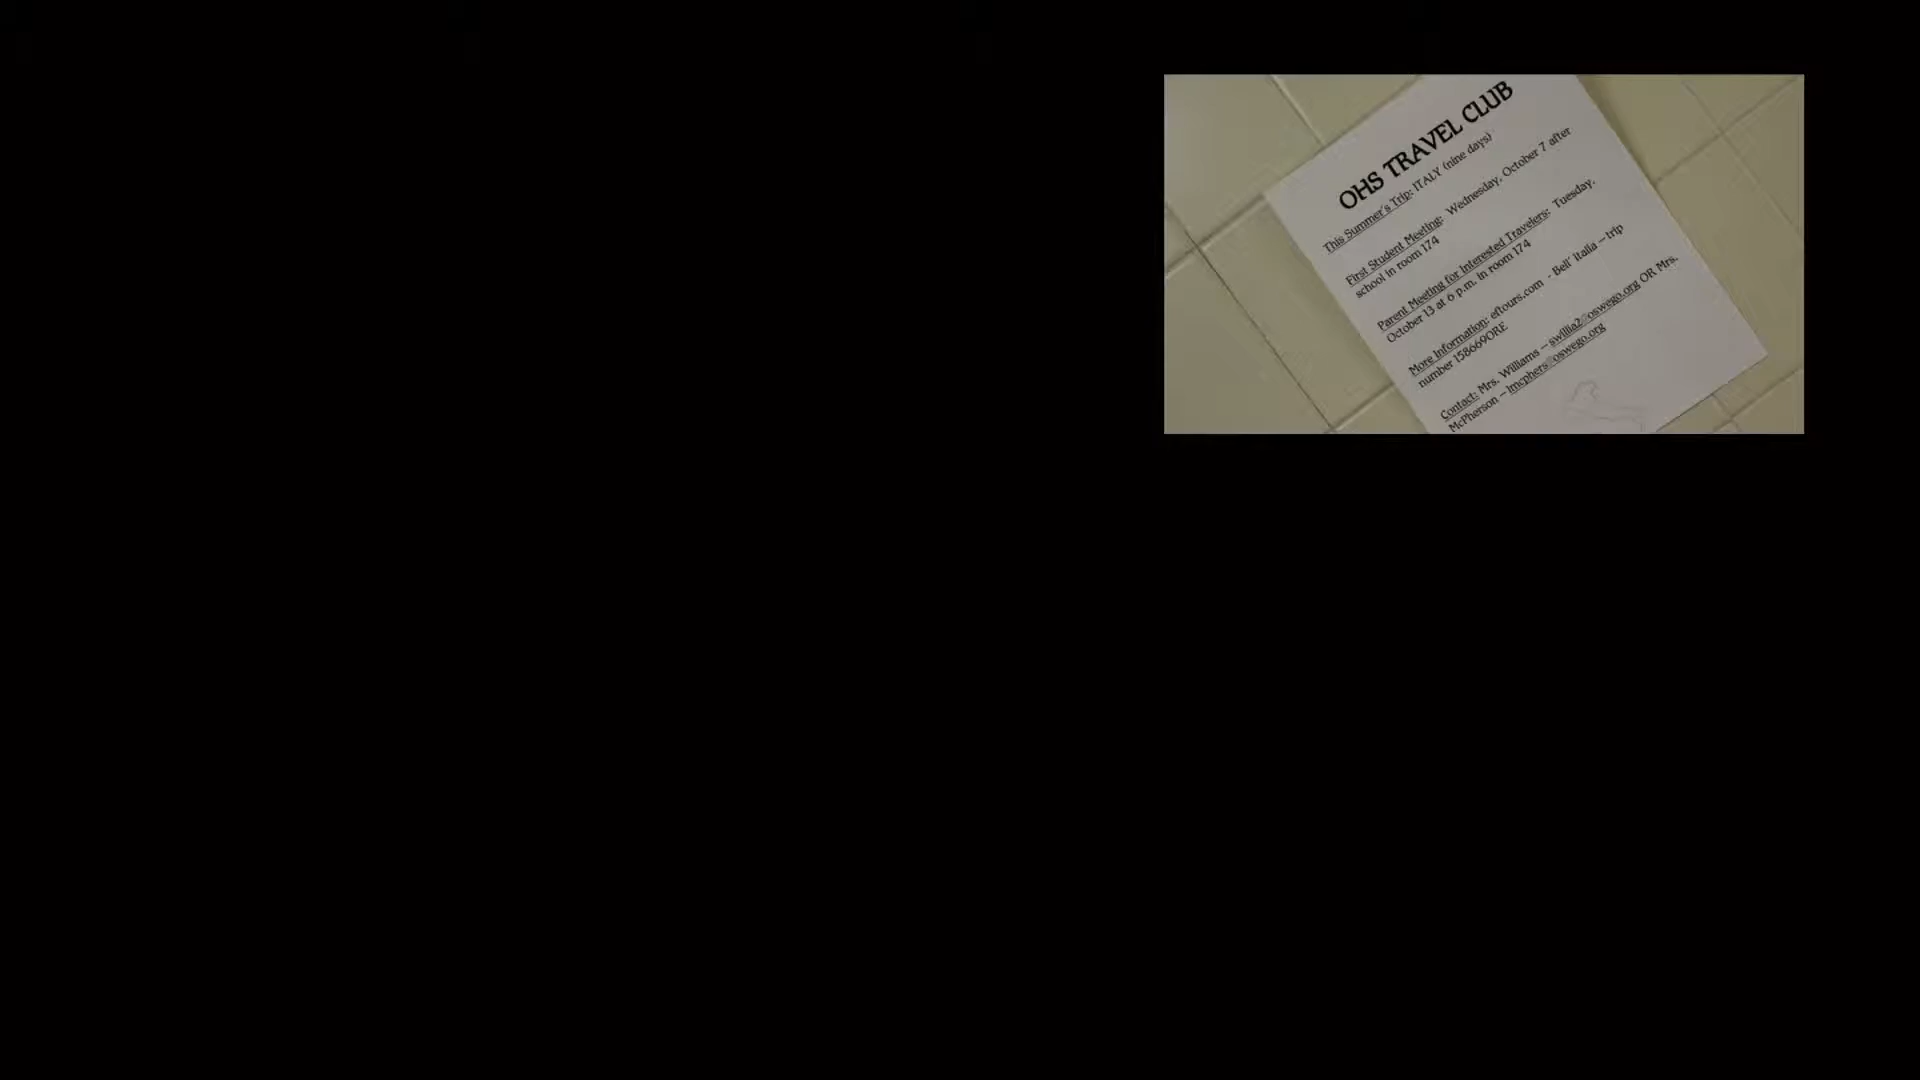 OHS TRAVEL CLUB
This Summer's Trip: ITALY (nine days)
First Student Meeting: Wednesday, October 7 after
school in room 174
Parent Meeting for Interested Travelers: Tuesday,
October 13 at 6 p.m. in room 174
More Information: eftours.com - Bell' Italia – trip
number 158669ORE
Contact: Mrs. Williams – swillia2@oswego.org OR Mrs.
McPherson – lmcphers@oswego.org